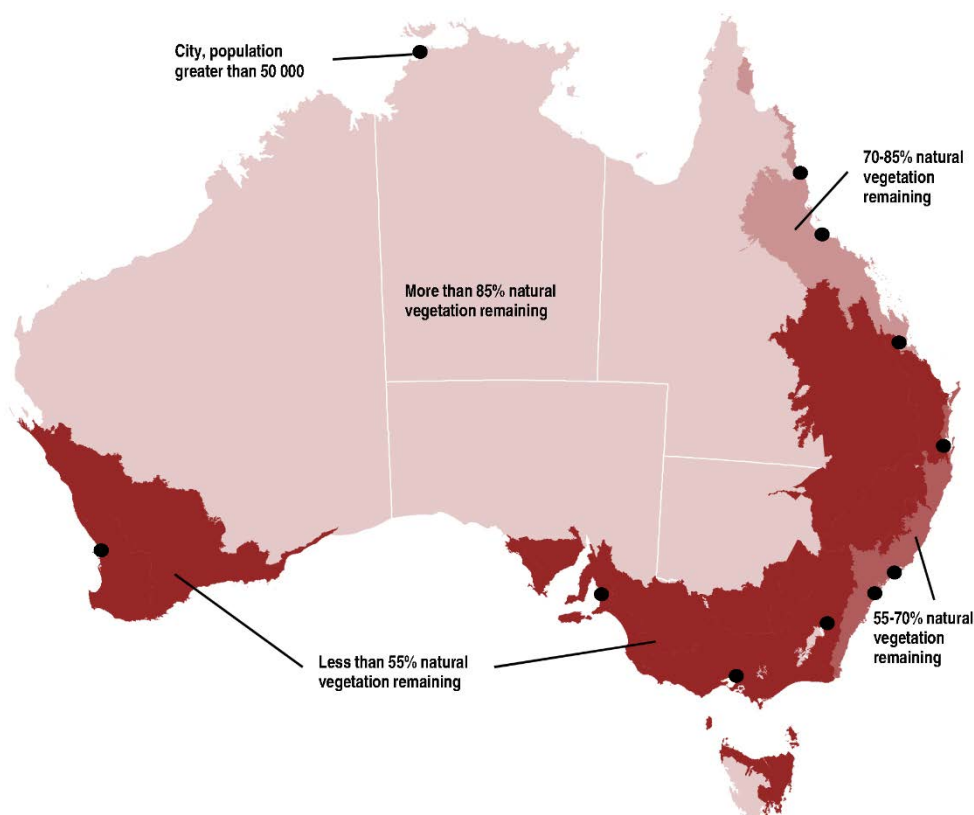 City, population
greater than 50 000
70-85% natural
vegetation
remaining
More than 85% natural
vegetation remaining
55-70% natural
vegetation
remaining
Less than 55% natural
vegetation remaining